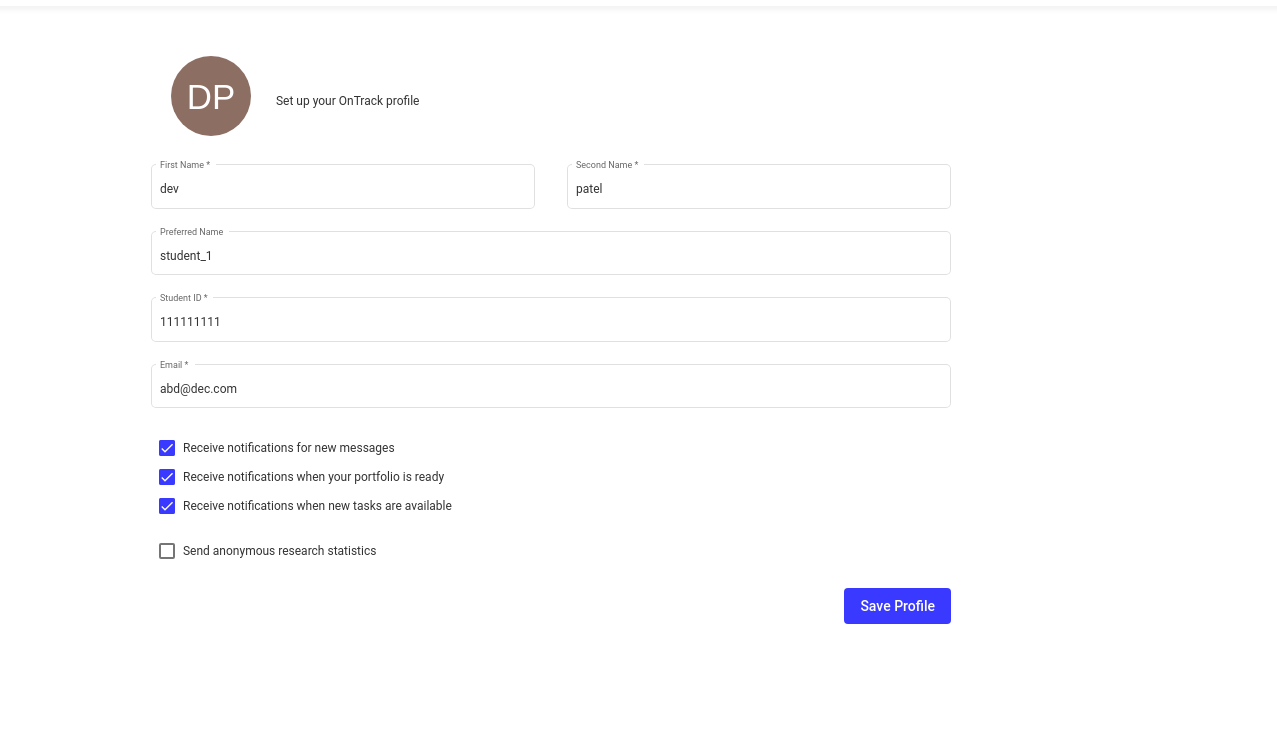 DP
Set up your OnTrack profile
First Name *
dev
Second Name *
patel
Preferred Name
student_1
Student ID *
111111111
Email *
abd@dec.com
Receive notifications for new messages
Receive notifications when your portfolio is ready
Receive notifications when new tasks are available
Send anonymous research statistics
Save Profile